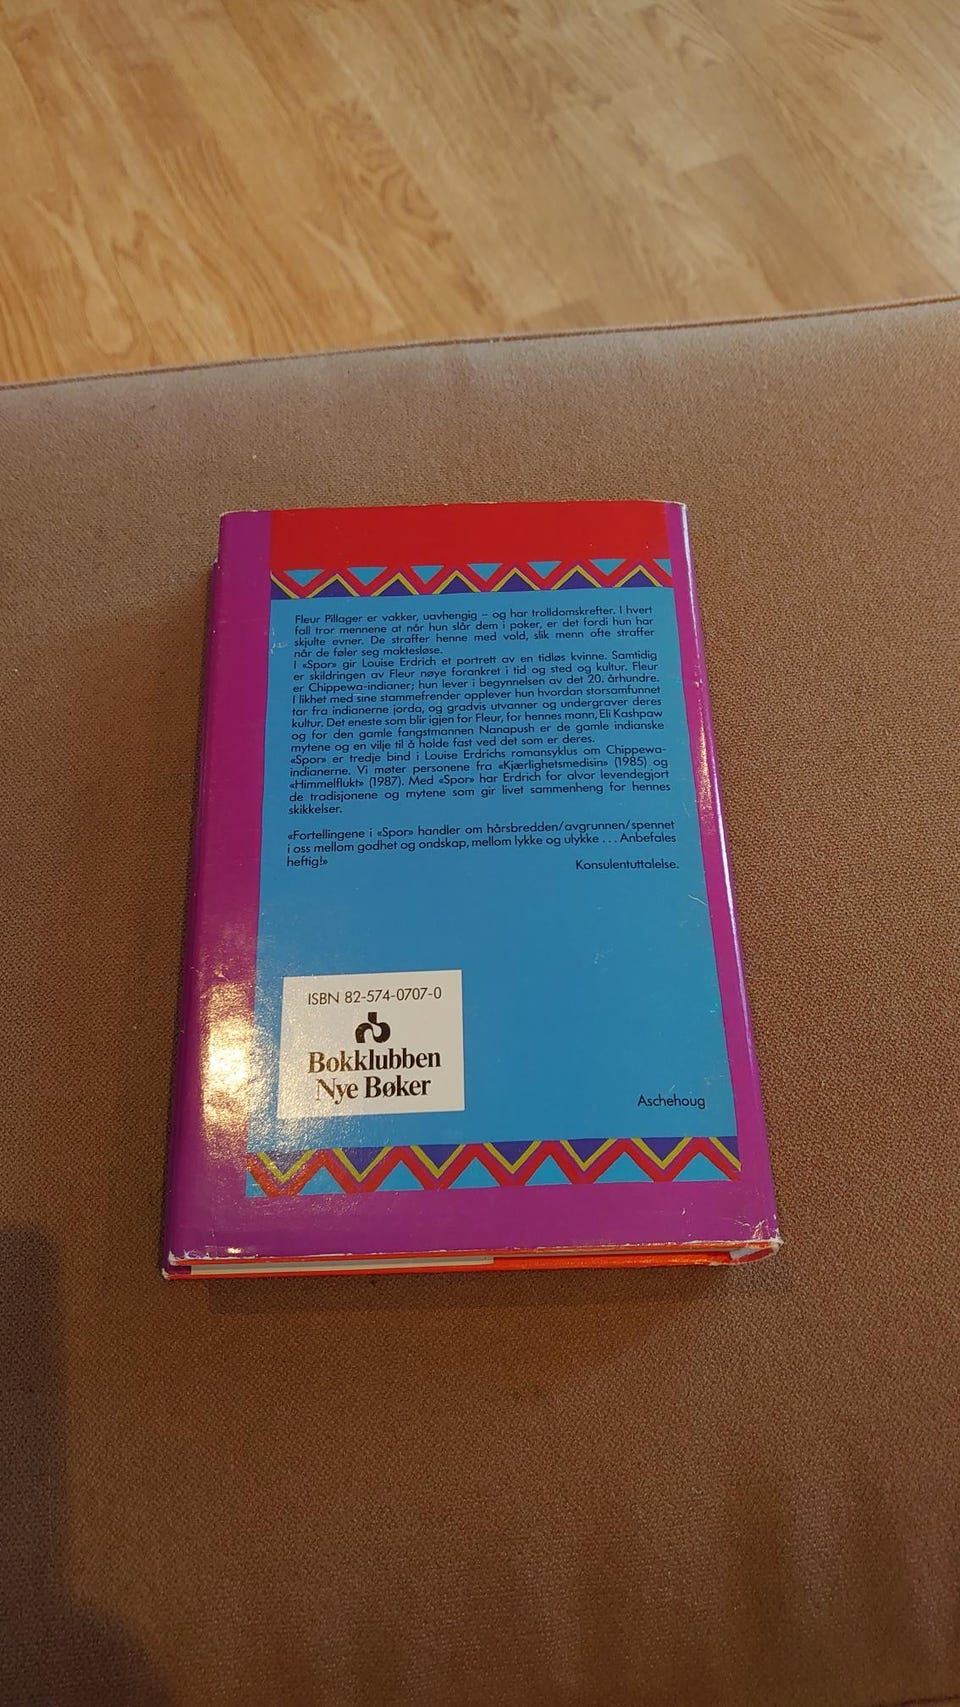 Fleur Pillager er vakker, uavhengig – og har trolldomskrefter. I hvert
fall tror mennene at når hun slår dem i poker, er det fordi hun har
skjulte evner. De straffer henne med vold, slik menn ofte straffer
når de føler seg maktesløse.
I «Spor» gir Louise Erdrich et portrett av en tidløs kvinne. Samtidig
er skildringen av Fleur nøye forankret i tid og sted og kultur. Fleur
er Chippewa-indianer; hun lever i begynnelsen av det 20. århundre.
I likhet med sine stammefrender opplever hun hvordan storsamfunnet
tar fra indianerne jorda, og gradvis utvanner og undergraver deres
kultur. Det eneste som blir igjen for Fleur, for hennes mann, Eli Kashpaw
og for den gamle fangstmannen Nanapush er de gamle indianske
mytene og en vilje til å holde fast ved det som er deres.
«Spor» er tredje bind i Louise Erdrichs romansyklus om Chippewa-
indianerne. Vi møter personene fra «Kjærlighetsmedisin» (1985) og
«Himmelflukt» (1987). Med «Spor» har Erdrich for alvor levendegjort
de tradisjonene og mytene som gir livet sammenheng for hennes
skikkelser.
«Fortellingene i «Spor» handler om hårsbredden/avgrunnen/spennet
i oss mellom godhet og ondskap, mellom lykke og ulykke . . . Anbefales
heftig!»
Konsulentuttalelse.
ISBN 82-574-0707-0
Bokklubben
Nye Bøker
Aschehoug